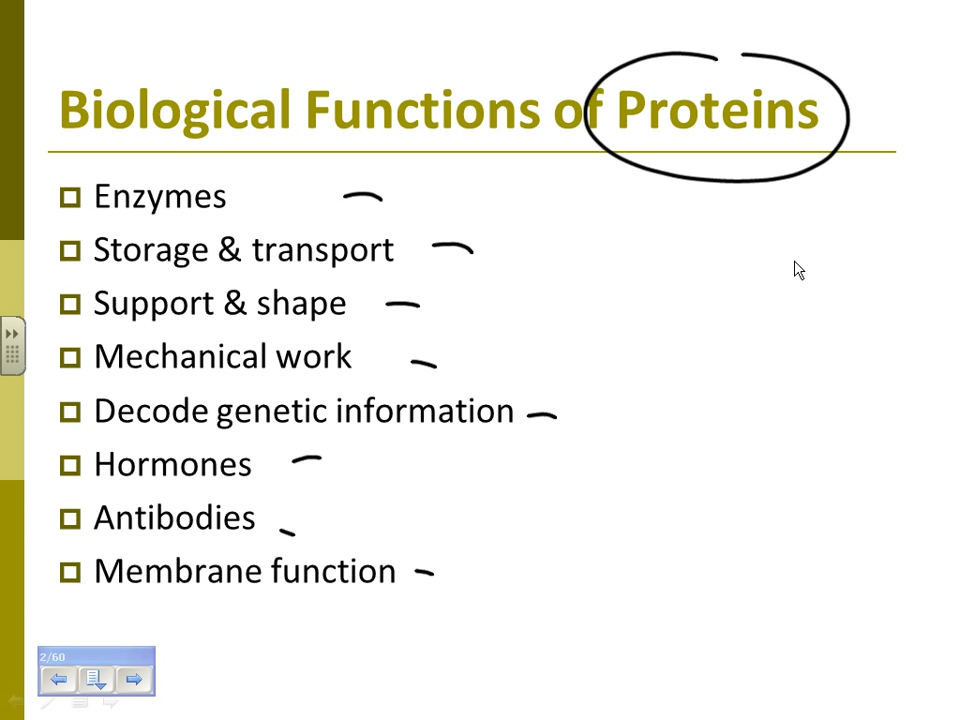 Biological Functions of Proteins
Enzymes
Storage & transport
Support & shape
Mechanical work
Decode genetic information
Hormones
Antibodies
Membrane function
2/60